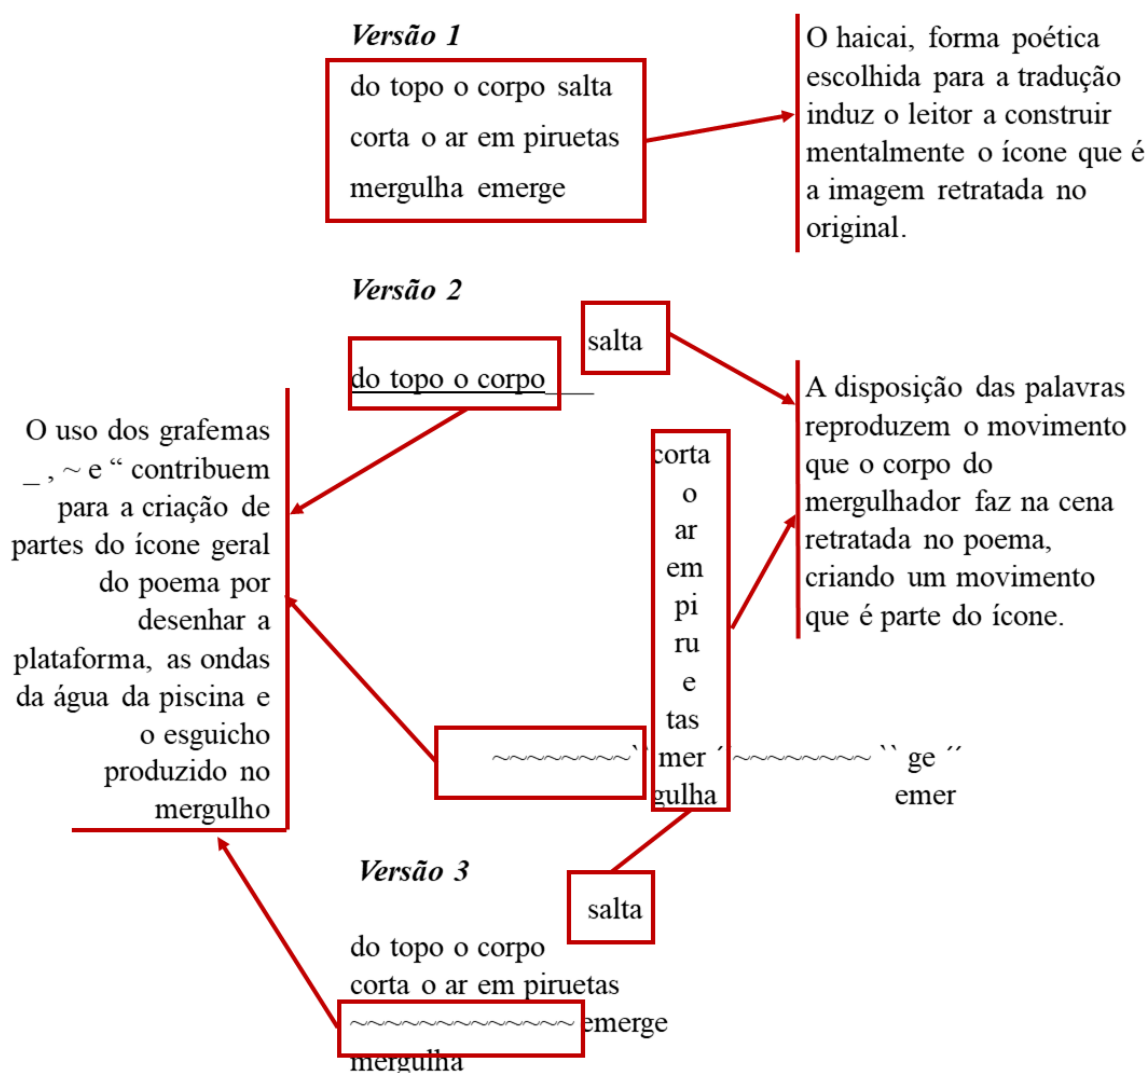 Versão 1
do topo o corpo salta
corta o ar em piruetas
mergulha emerge
O haicai, forma poética
escolhida para a tradução
induz o leitor a construir
mentalmente o ícone que é
a imagem retratada no
original.
Versão 2
salta
do topo o corpo___
corta
o
ar
em
pi
ru
e
tas
~~~~~~~~`` mer ´´~~~~~~~~ `` ge ´´
gulha emer
O uso dos grafemas
_ , ~ e “ contribuem
para a criação de
partes do ícone geral
do poema por
desenhar a
plataforma, as ondas
da água da piscina e
o esguicho
produzido no
mergulho
A disposição das palavras
reproduzem o movimento
que o corpo do
mergulhador faz na cena
retratada no poema,
criando um movimento
que é parte do ícone.
Versão 3
salta
do topo o corpo
corta o ar em piruetas
~~~~~~~~~~~~~ emerge
mergulha